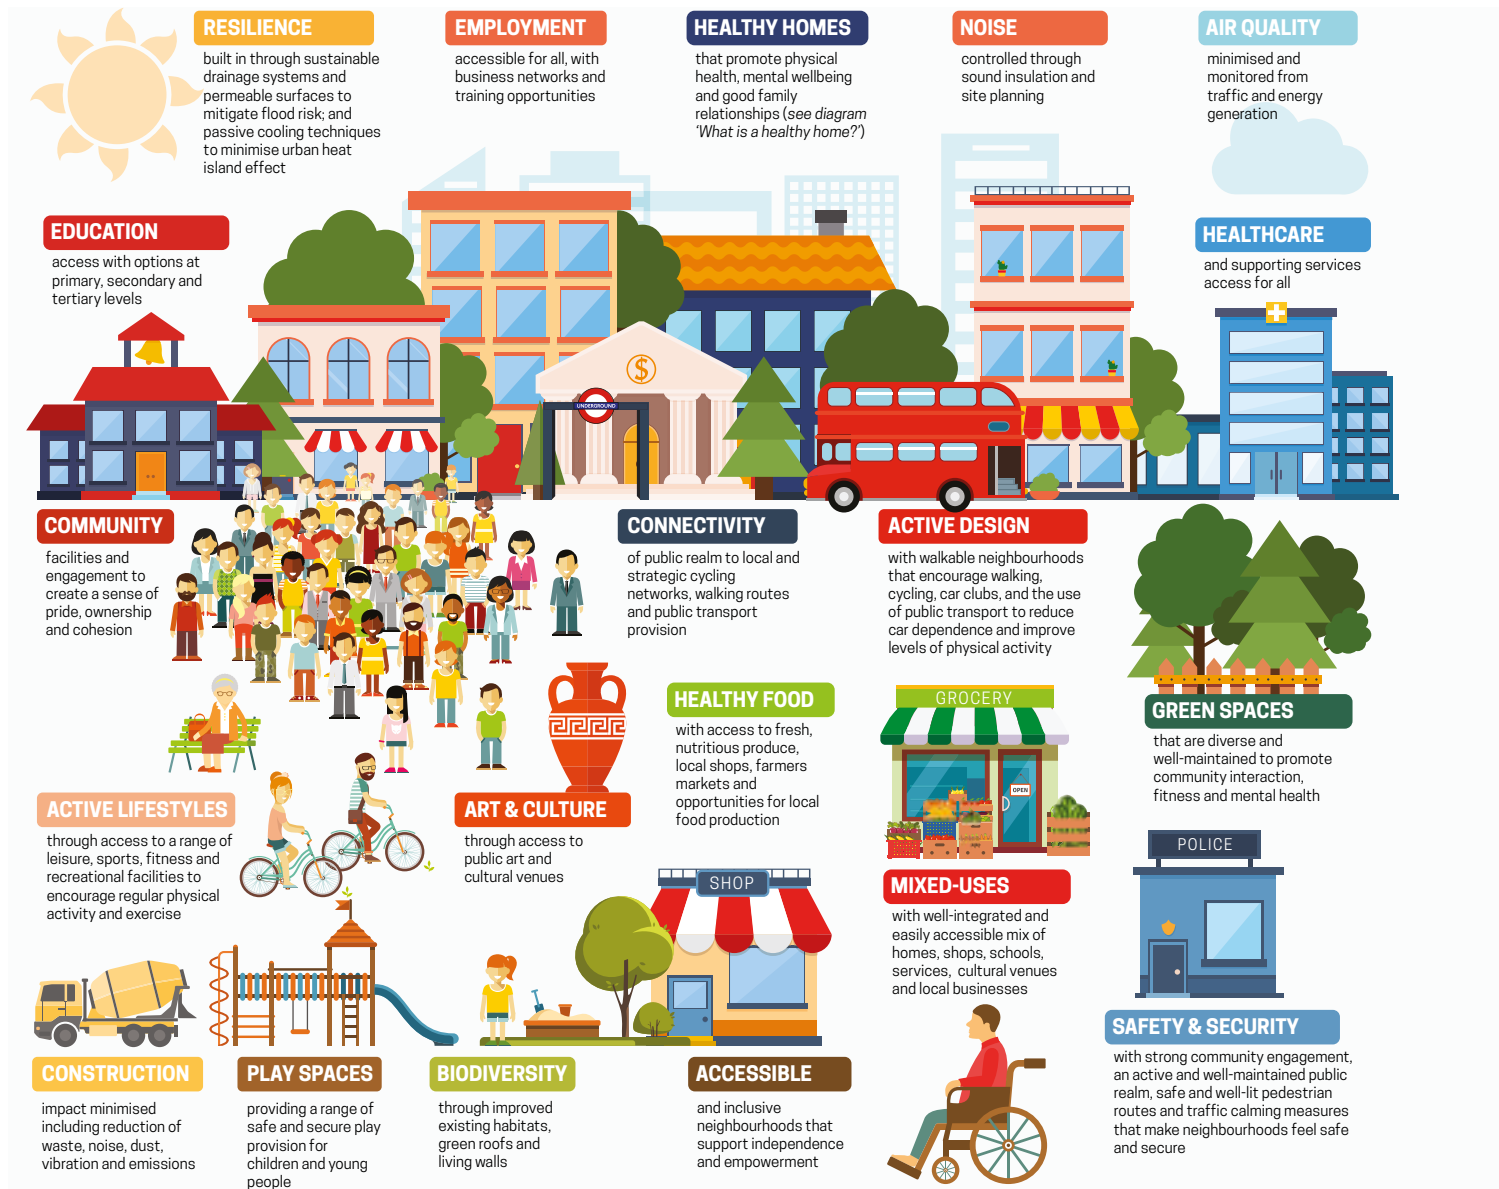 RESILIENCE
built in through sustainable
drainage systems and
permeable surfaces to
mitigate flood risk; and
passive cooling techniques
to minimise urban heat
island effect
EMPLOYMENT
accessible for all, with
business networks and
training opportunities
HEALTHY HOMES
that promote physical
health, mental wellbeing
and good family
relationships (see diagram
‘What is a healthy home?’)
NOISE
controlled through
sound insulation and
site planning
AIR QUALITY
minimised and
monitored from
traffic and energy
generation
EDUCATION
access with options at
primary, secondary and
tertiary levels
HEALTHCARE
and supporting services
access for all
$
UNDERGROUND
COMMUNITY
facilities and
engagement to
create a sense of
pride, ownership
and cohesion
CONNECTIVITY
of public realm to local and
strategic cycling
networks, walking routes
and public transport
provision
ACTIVE DESIGN
with walkable neighbourhoods
that encourage walking,
cycling, car clubs, and the use
of public transport to reduce
car dependence and improve
levels of physical activity
HEALTHY FOOD
with access to fresh,
nutritious produce,
local shops, farmers
markets and
opportunities for local
food production
GROCERY
OPEN
GREEN SPACES
that are diverse and
well-maintained to promote
community interaction,
fitness and mental health
ACTIVE LIFESTYLES
through access to a range of
leisure, sports, fitness and
recreational facilities to
encourage regular physical
activity and exercise
ART & CULTURE
through access to
public art and
cultural venues
SHOP
MIXED-USES
with well-integrated and
easily accessible mix of
homes, shops, schools,
services, cultural venues
and local businesses
POLICE
SAFETY & SECURITY
with strong community engagement,
an active and well-maintained public
realm, safe and well-lit pedestrian
routes and traffic calming measures
that make neighbourhoods feel safe
and secure
CONSTRUCTION
impact minimised
including reduction of
waste, noise, dust,
vibration and emissions
PLAY SPACES
providing a range of
safe and secure play
provision for
children and young
people
BIODIVERSITY
through improved
existing habitats,
green roofs and
living walls
ACCESSIBLE
and inclusive
neighbourhoods that
support independence
and empowerment